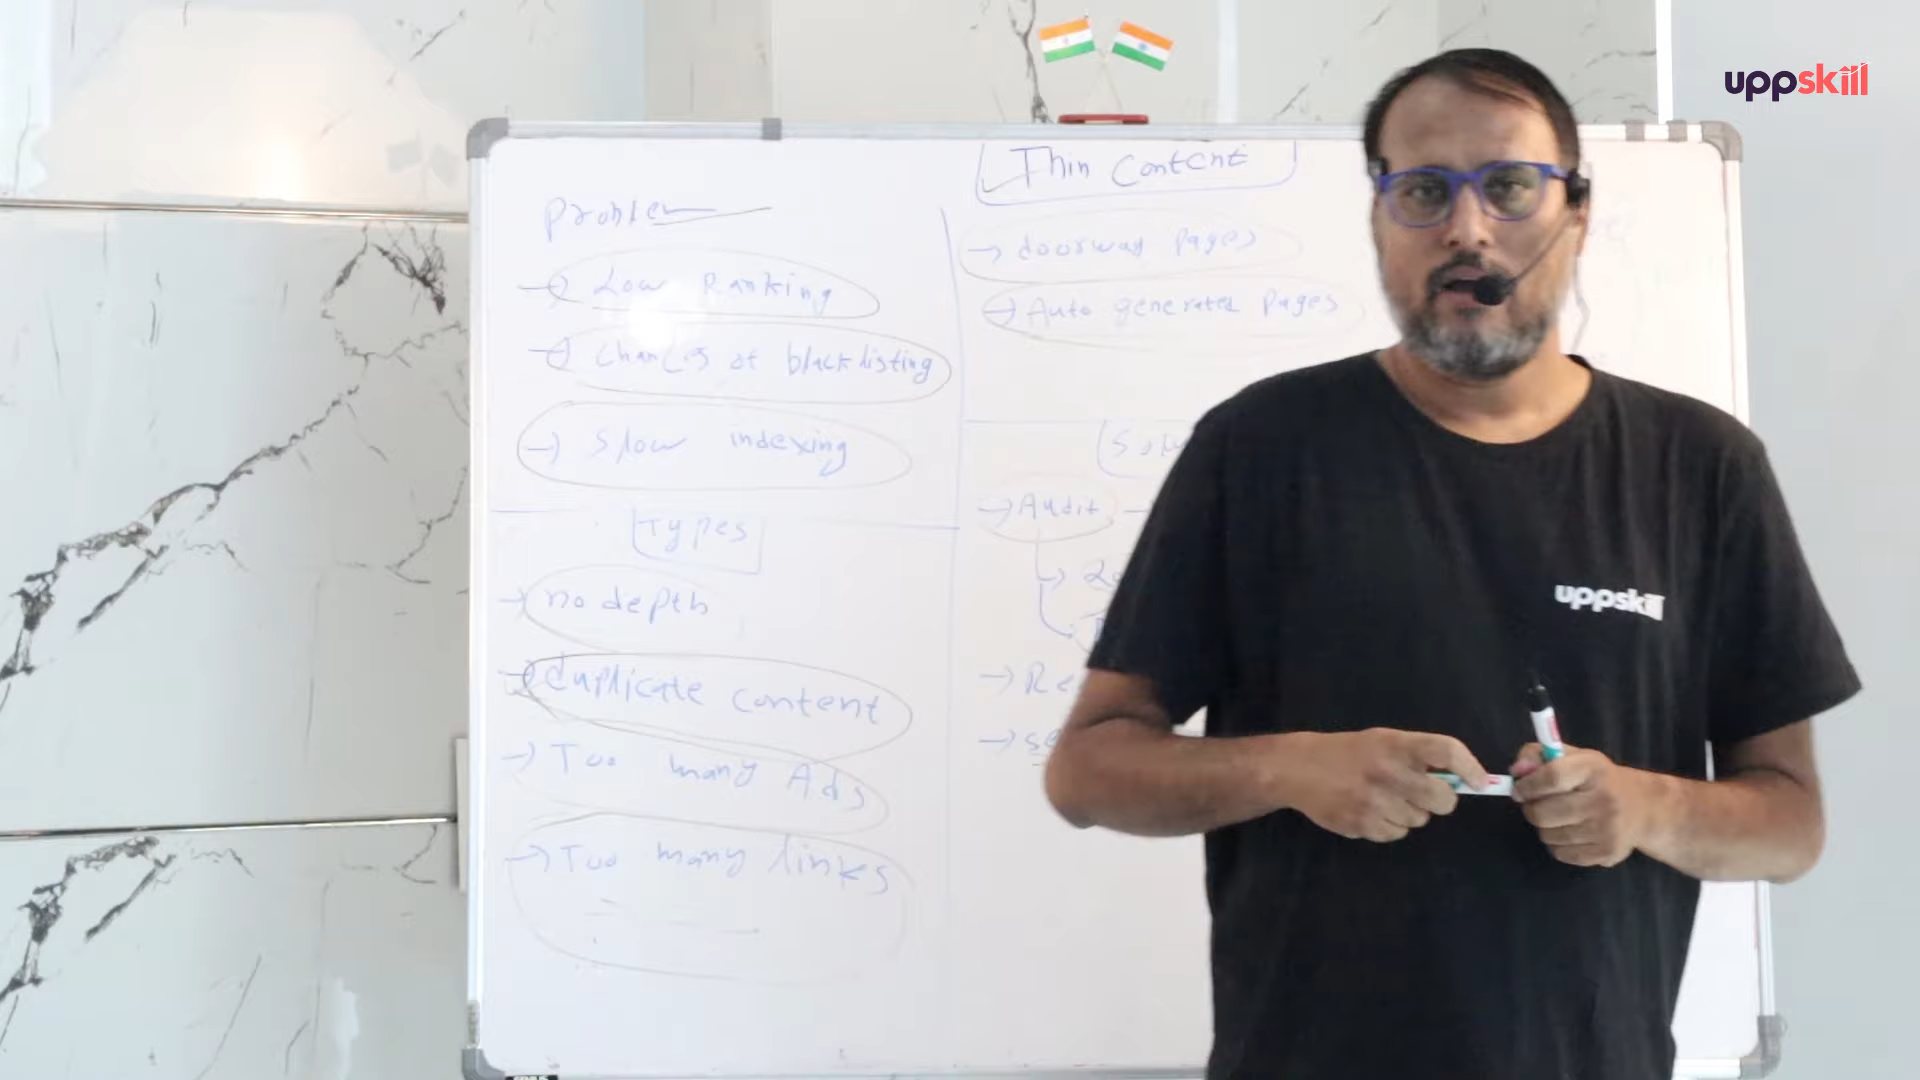 uppskill
Thin Content
Problem
→ Low Ranking
→ chances of blacklisting
→ Slow indexing
Types
→ no depth
→ duplicate content
→ Too many Ads
→ Too many links
→ doorway Pages
→ Auto generated Pages
→ Audit
uppskill